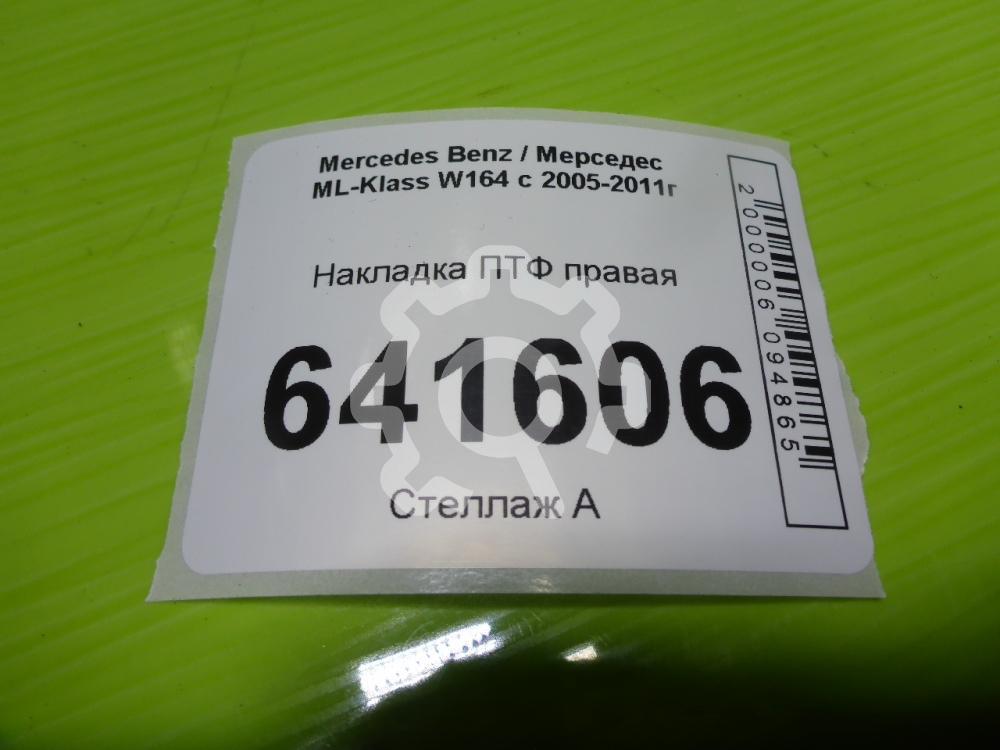 Mercedes Benz / Мерседес
ML-Klass W164 с 2005-2011г
Накладка ПТФ правая
641606
Стеллаж А
2000006094865